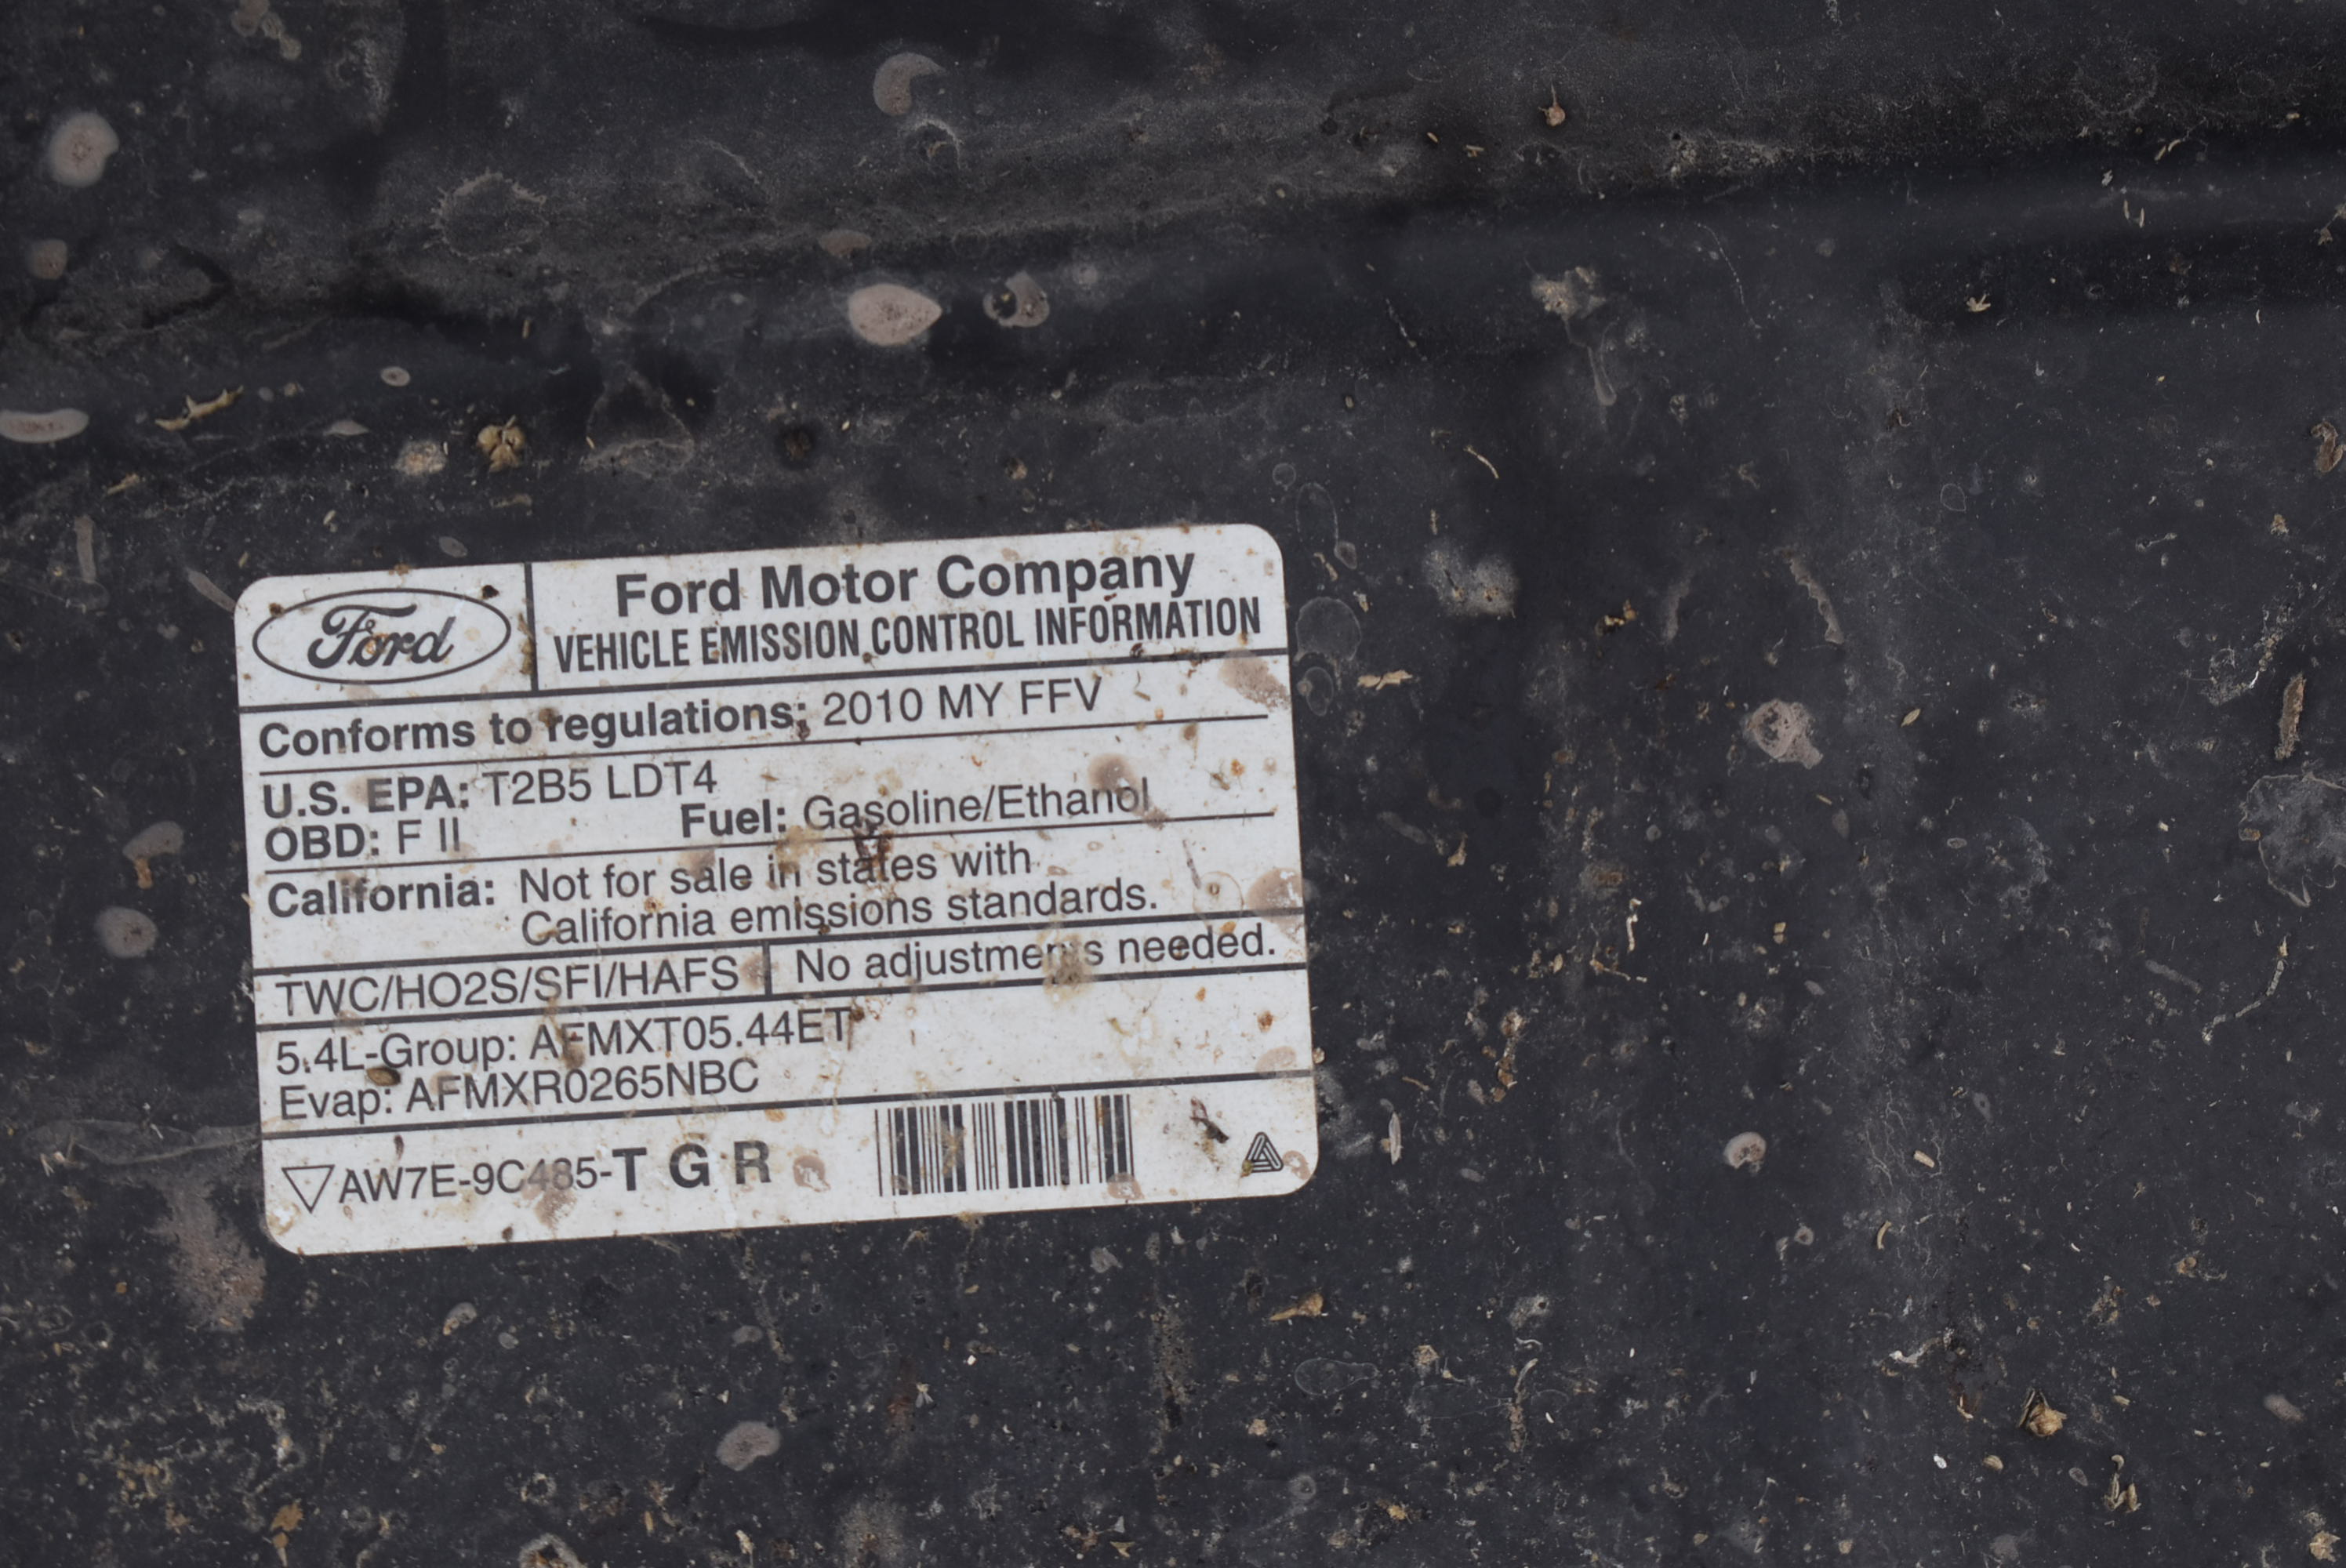 Ford
Ford Motor Company
VEHICLE EMISSION CONTROL INFORMATION
Conforms to regulations: 2010 MY FFV
U.S. EPA: T2B5 LDT4
OBD: F II Fuel: Gasoline/Ethanol
California: Not for sale in states with
California emissions standards.
TWC/HO2S/SFI/HAFS No adjustments needed.
5.4L-Group: AFMXT05.44ET
Evap: AFMXR0265NBC
AW7E-9C485-T G R